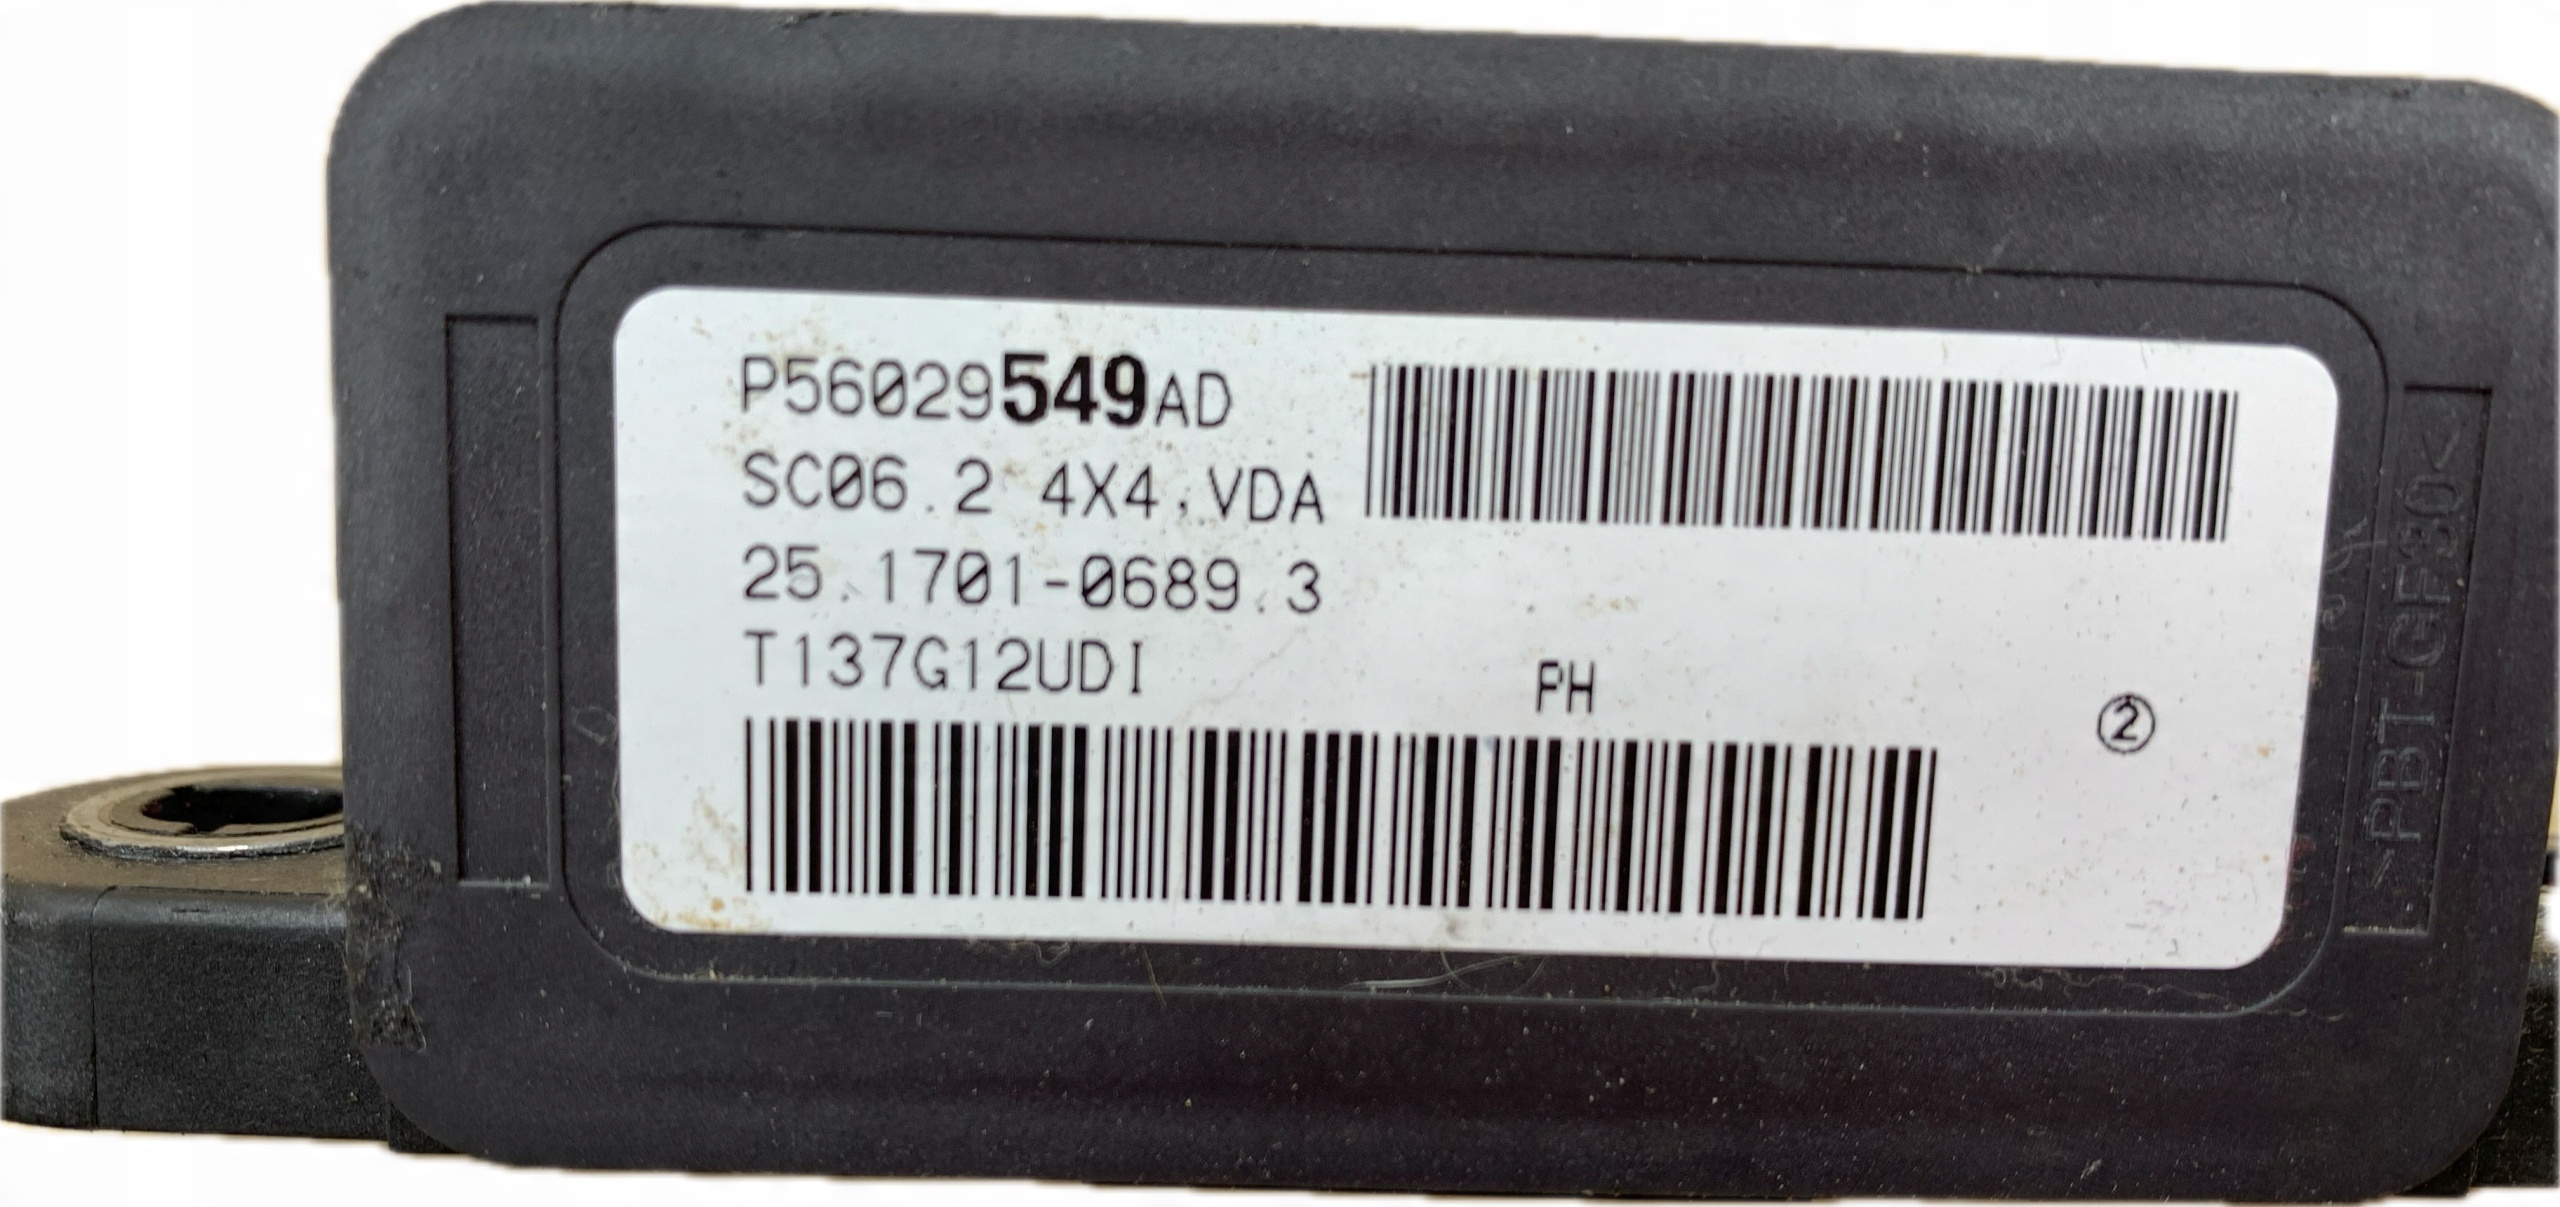 P56029549AD
SC06.2 4X4,VDA
25.1701-0689.3
T137G12UDI
PH
②
>PBT-GF30<